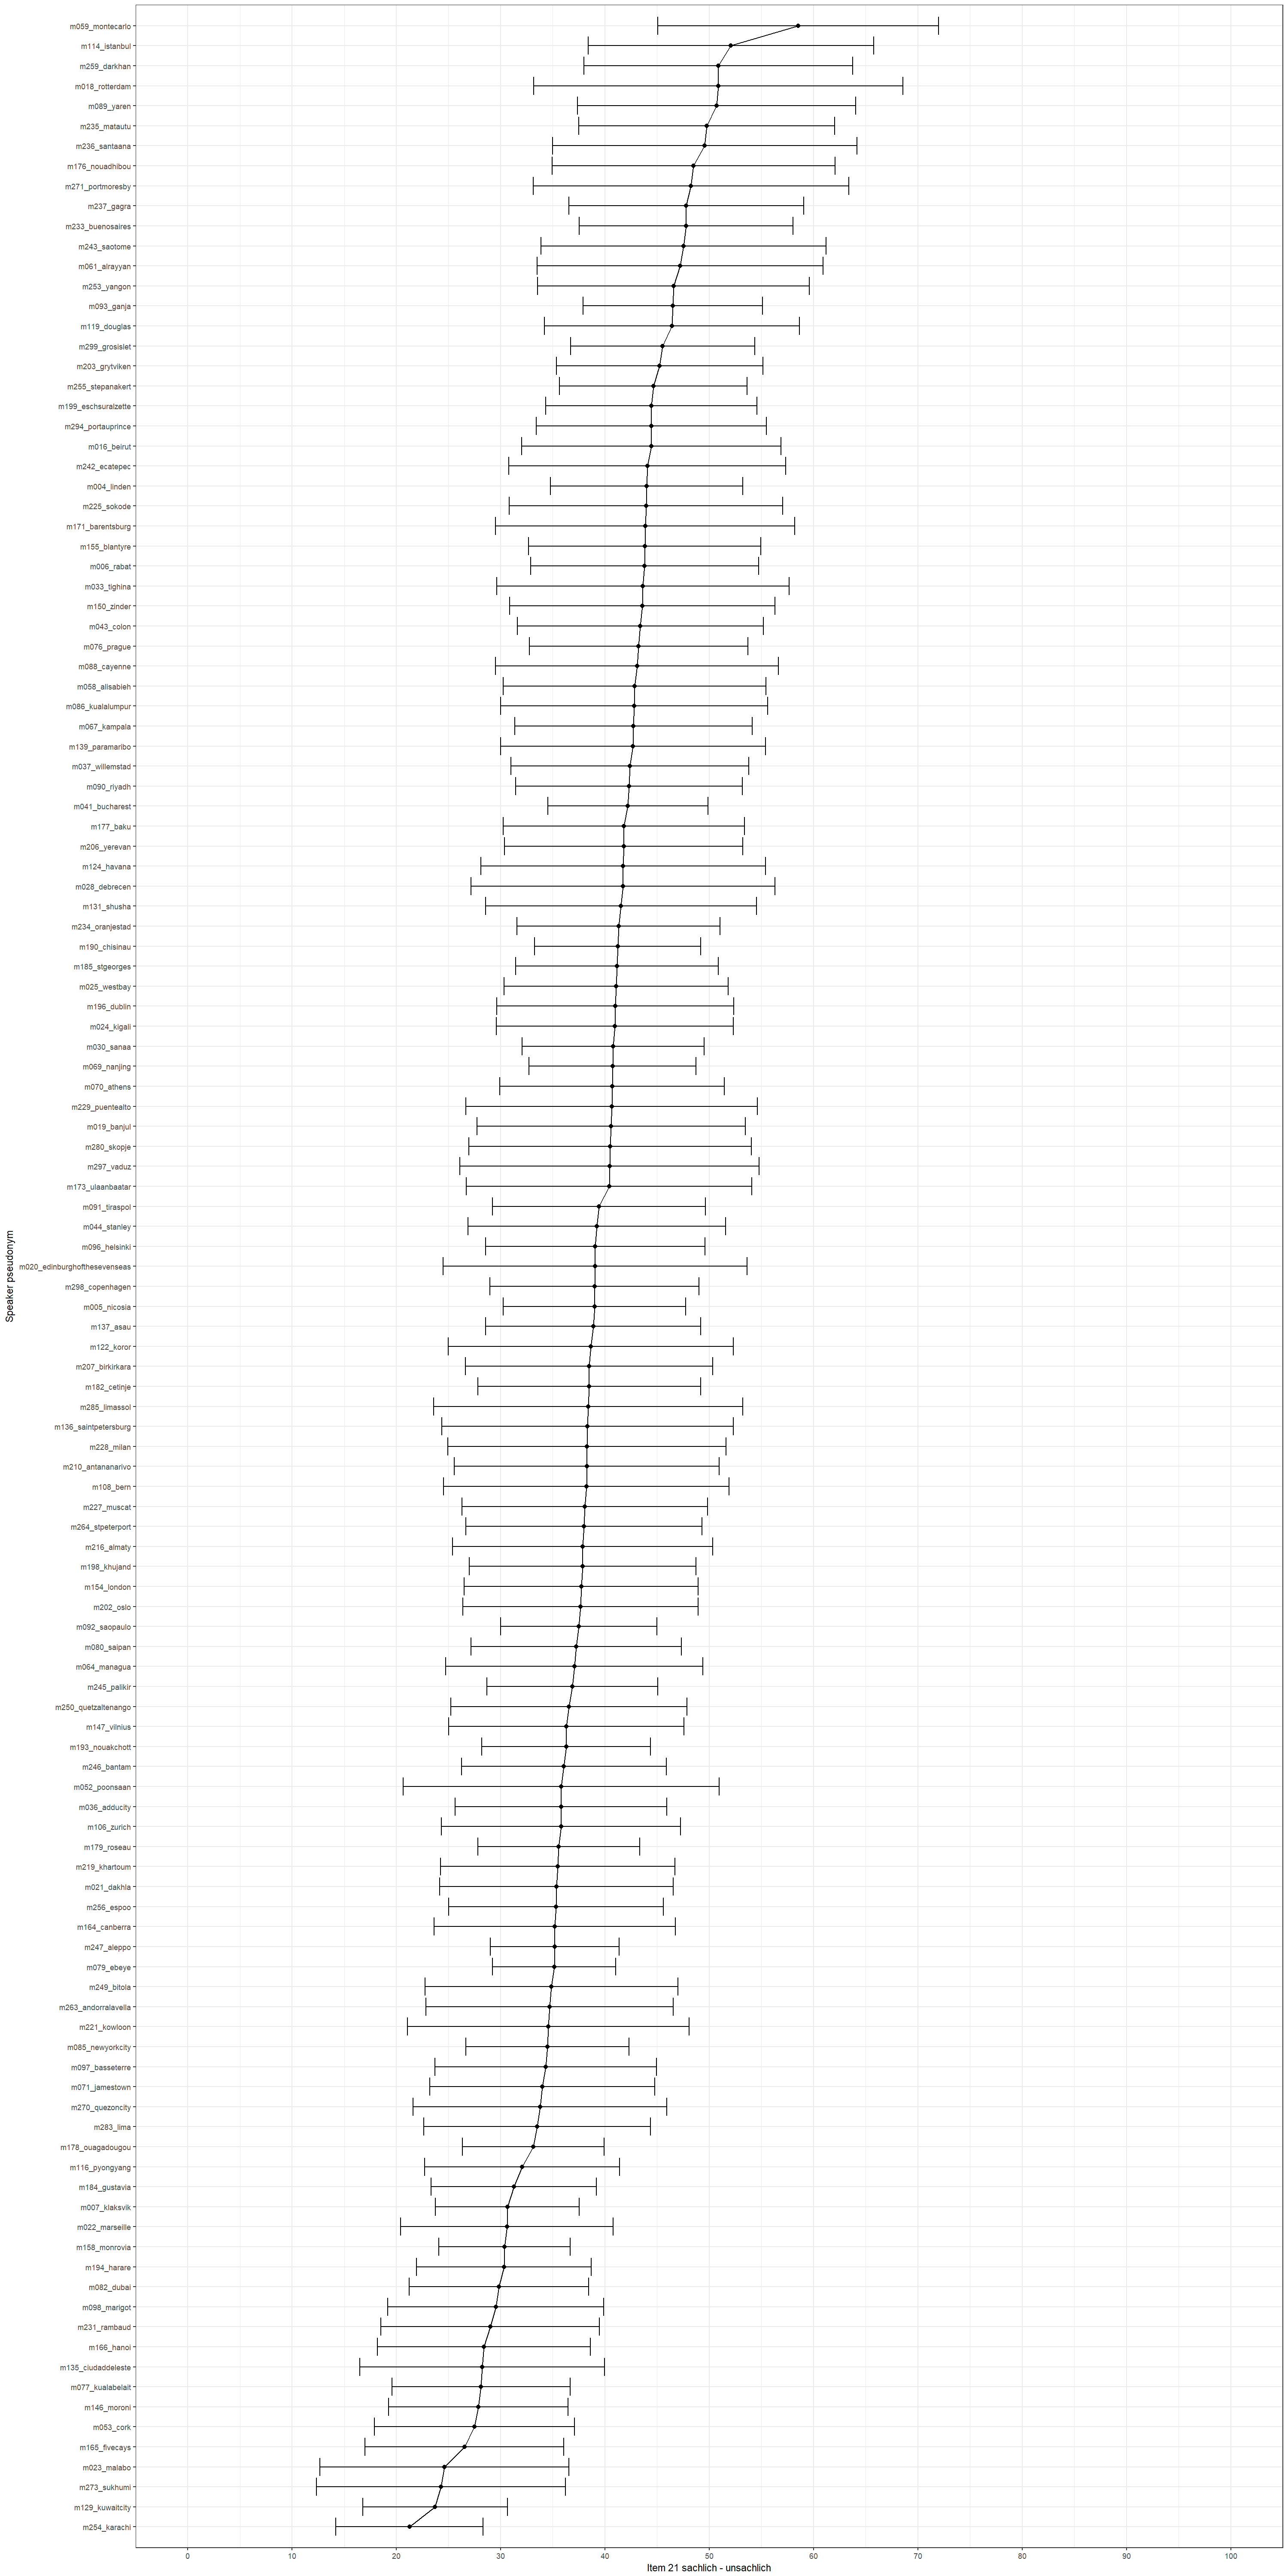 m059_montecarlo
m114_istanbul
m259_darkhan
m018_rotterdam
m089_yaren
m235_matautu
m236_santaana
m176_nouadhibou
m271_portmoresby
m237_gagra
m233_buenosaires
m243_saotome
m061_alrayyan
m253_yangon
m093_ganja
m119_douglas
m299_grosislet
m203_grytviken
m255_stepanakert
m199_eschsuralzette
m294_portauprince
m016_beirut
m242_ecatepec
m004_linden
m225_sokode
m171_barentsburg
m155_blantyre
m006_rabat
m033_tighina
m150_zinder
m043_colon
m076_prague
m088_cayenne
m058_alisabieh
m086_kualalumpur
m067_kampala
m139_paramaribo
m037_willemstad
m090_riyadh
m041_bucharest
m177_baku
m206_yerevan
m124_havana
m028_debrecen
m131_shusha
m234_oranjestad
m190_chisinau
m185_stgeorges
m025_westbay
m196_dublin
m024_kigali
m030_sanaa
m069_nanjing
m070_athens
m229_puentealto
m019_banjul
m280_skopje
m297_vaduz
m173_ulaanbaatar
m091_tiraspol
m044_stanley
m096_helsinki
m020_edinburghofthesevenseas
m298_copenhagen
m005_nicosia
m137_asau
m122_koror
m207_birkirkara
m182_cetinje
m285_limassol
m136_saintpetersburg
m228_milan
m210_antananarivo
m108_bern
m227_muscat
m264_stpeterport
m216_almaty
m198_khujand
m154_london
m202_oslo
m092_saopaulo
m080_saipan
m064_managua
m245_palikir
m250_quetzaltenango
m147_vilnius
m193_nouakchott
m246_bantam
m052_poonsaan
m036_adducity
m106_zurich
m179_roseau
m219_khartoum
m021_dakhla
m256_espoo
m164_canberra
m247_aleppo
m079_ebeye
m249_bitola
m263_andorralavella
m221_kowloon
m085_newyorkcity
m097_basseterre
m071_jamestown
m270_quezoncity
m283_lima
m178_ouagadougou
m116_pyongyang
m184_gustavia
m007_klaksvik
m022_marseille
m158_monrovia
m194_harare
m082_dubai
m098_marigot
m231_rambaud
m166_hanoi
m135_ciudaddeleste
m077_kualabelait
m146_moroni
m053_cork
m165_fivecays
m023_malabo
m273_sukhumi
m129_kuwaitcity
m254_karachi
Speaker pseudonym
0 10 20 30 40 50 60 70 80 90 100
Item 21 sachlich - unsachlich